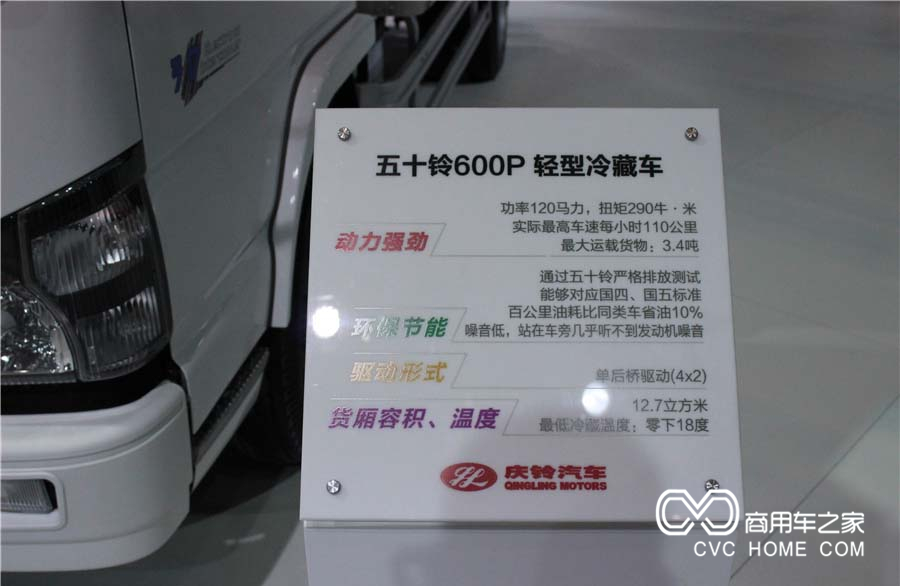 五十铃600P 轻型冷藏车
动力强劲
功率120马力，扭矩290牛·米
实际最高车速每小时110公里
最大运载货物：3.4吨
环保节能
通过五十铃严格排放测试
能够对应国四、国五标准
百公里油耗比同类车省油10%
噪音低，站在车旁几乎听不到发动机噪音
驱动形式
单后桥驱动(4x2)
货厢容积、温度
12.7立方米
最低冷藏温度：零下18度
庆铃汽车
QINGLING MOTORS
商用车之家
CVC HOME COM